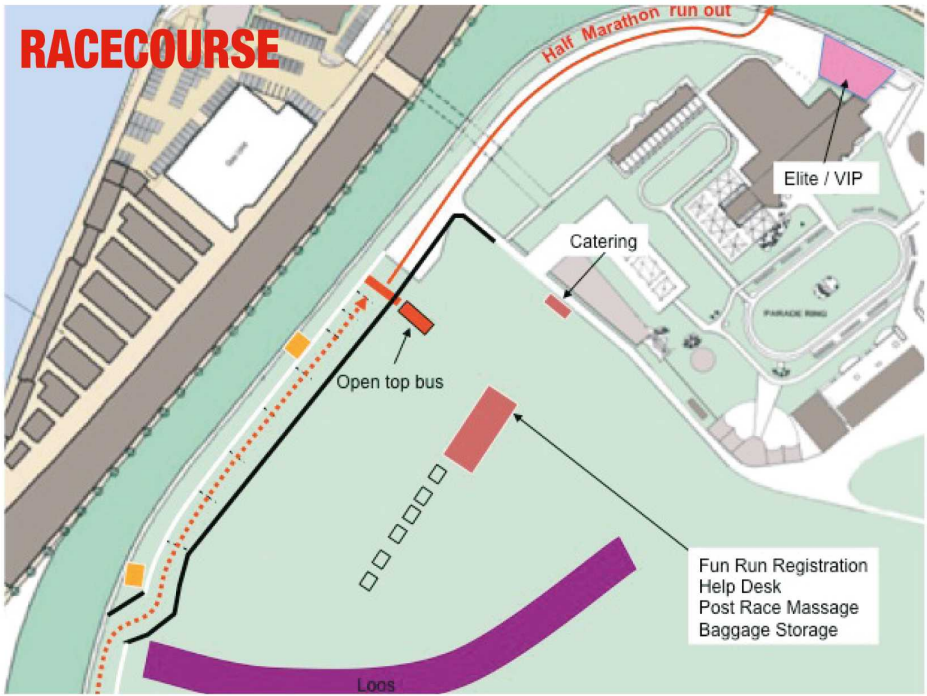 RACECOURSE
Half Marathon run out
Elite / VIP
Catering
PARADE RING
Open top bus
Fun Run Registration
Help Desk
Post Race Massage
Baggage Storage
Loos